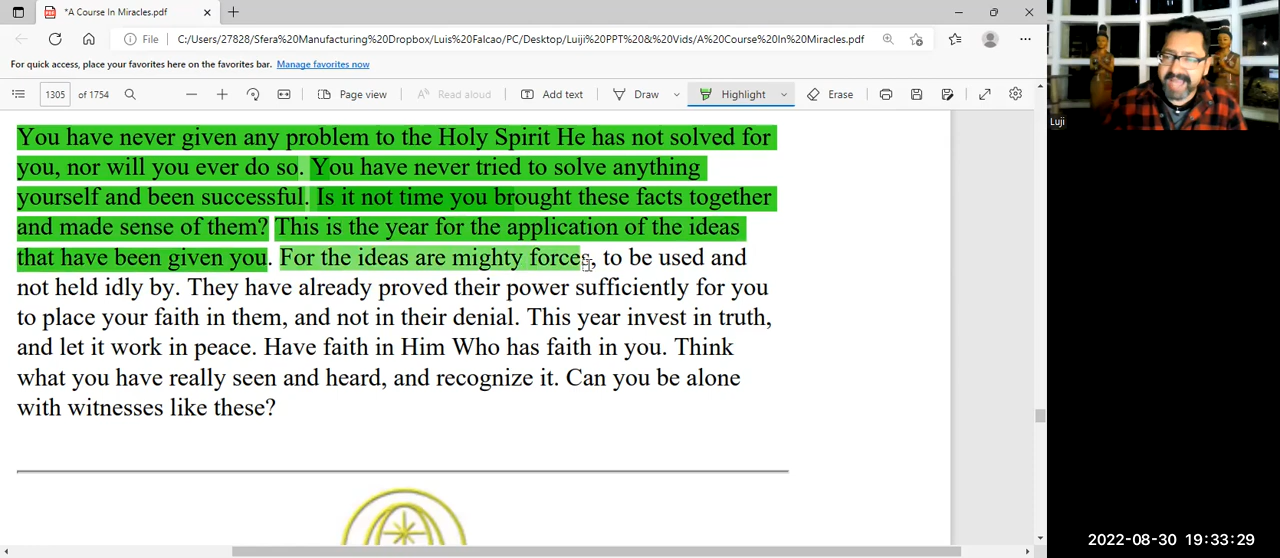 *A Course In Miracles.pdf
File
C:/Users/27828/Sfera%20Manufacturing%20Dropbox/Luis%20Falcao/PC/Desktop/Luiji%20PPT%20&%20Vids/A%20Course%20In%20Miracles.pdf
For quick access, place your favorites here on the favorites bar. Manage favorites now
1305 of 1754
Page view
Read aloud
Add text
Draw
Highlight
Erase
You have never given any problem to the Holy Spirit He has not solved for
you, nor will you ever do so. You have never tried to solve anything
yourself and been successful. Is it not time you brought these facts together
and made sense of them? This is the year for the application of the ideas
that have been given you. For the ideas are mighty forces, to be used and
not held idly by. They have already proved their power sufficiently for you
to place your faith in them, and not in their denial. This year invest in truth,
and let it work in peace. Have faith in Him Who has faith in you. Think
what you have really seen and heard, and recognize it. Can you be alone
with witnesses like these?
Luji
2022-08-30 19:33:29